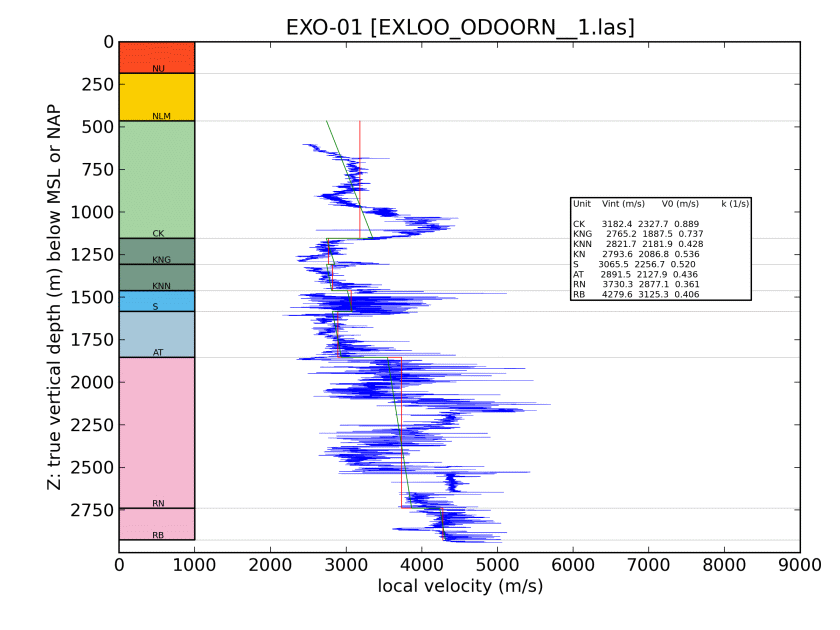 EXO-01 [EXLOO_ODOORN__1.las]
Z: true vertical depth (m) below MSL or NAP
0
250
500
750
1000
1250
1500
1750
2000
2250
2500
2750
NU
NLM
CK
KNG
KNN
S
AT
RN
RB
Unit Vint (m/s) V0 (m/s) k (1/s)
CK 3182.4 2327.7 0.889
KNG 2765.2 1887.5 0.737
KNN 2821.7 2181.9 0.428
KN 2793.6 2086.8 0.536
S 3065.5 2256.7 0.520
AT 2891.5 2127.9 0.436
RN 3730.3 2877.1 0.361
RB 4279.6 3125.3 0.406
0 1000 2000 3000 4000 5000 6000 7000 8000 9000
local velocity (m/s)